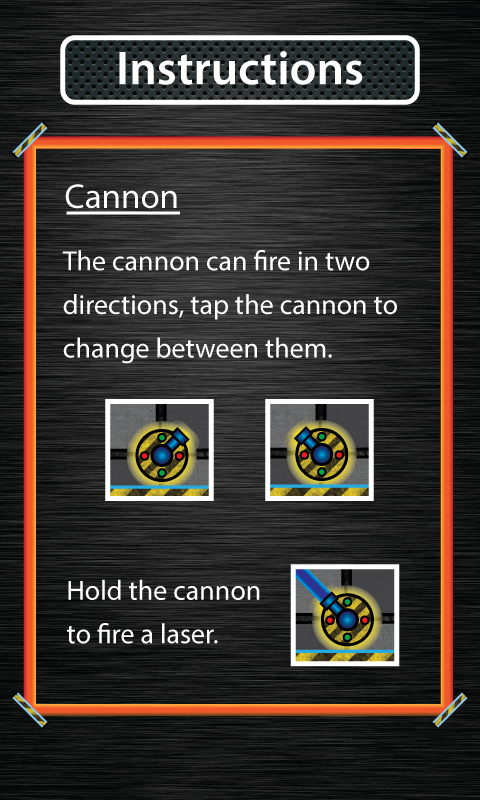 Instructions
Cannon
The cannon can fire in two
directions, tap the cannon to
change between them.
Hold the cannon
to fire a laser.